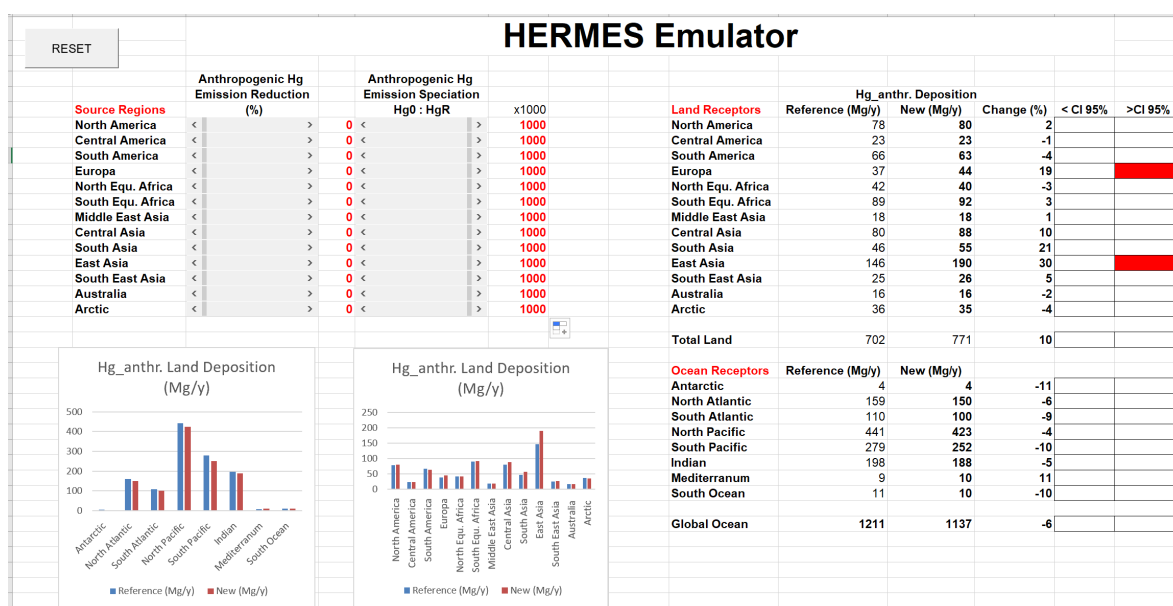 HERMES Emulator
RESET
Anthropogenic Hg Anthropogenic Hg
Emission Reduction Emission Speciation Hg_anthr. Deposition
Source Regions (%) Hg0 : HgR x1000 Land Receptors Reference (Mg/y) New (Mg/y) Change (%) < CI 95% >CI 95%
North America < > 0 < > 1000 North America 78 80 2
Central America < > 0 < > 1000 Central America 23 23 -1
South America < > 0 < > 1000 South America 66 63 -4
Europa < > 0 < > 1000 Europa 37 44 19
North Equ. Africa < > 0 < > 1000 North Equ. Africa 42 40 -3
South Equ. Africa < > 0 < > 1000 South Equ. Africa 89 92 3
Middle East Asia < > 0 < > 1000 Middle East Asia 18 18 1
Central Asia < > 0 < > 1000 Central Asia 80 88 10
South Asia < > 0 < > 1000 South Asia 46 55 21
East Asia < > 0 < > 1000 East Asia 146 190 30
South East Asia < > 0 < > 1000 South East Asia 25 26 5
Australia < > 0 < > 1000 Australia 16 16 -2
Arctic < > 0 < > 1000 Arctic 36 35 -4
Total Land 702 771 10
Ocean Receptors Reference (Mg/y) New (Mg/y)
Antarctic 4 4 -11
North Atlantic 159 150 -6
South Atlantic 110 100 -9
North Pacific 441 423 -4
South Pacific 279 252 -10
Indian 198 188 -5
Mediterranum 9 10 11
South Ocean 11 10 -10
Global Ocean 1211 1137 -6
Hg_anthr. Land Deposition
(Mg/y)
500
400
300
200
100
0
Antarctic
North Atlantic
South Atlantic
North Pacific
South Pacific
Indian
Mediterranum
South Ocean
Reference (Mg/y) New (Mg/y)
Hg_anthr. Land Deposition
(Mg/y)
250
200
150
100
50
0
North America
Central America
South America
Europa
North Equ. Africa
South Equ. Africa
Middle East Asia
Central Asia
South Asia
East Asia
South East Asia
Australia
Arctic
Reference (Mg/y) New (Mg/y)